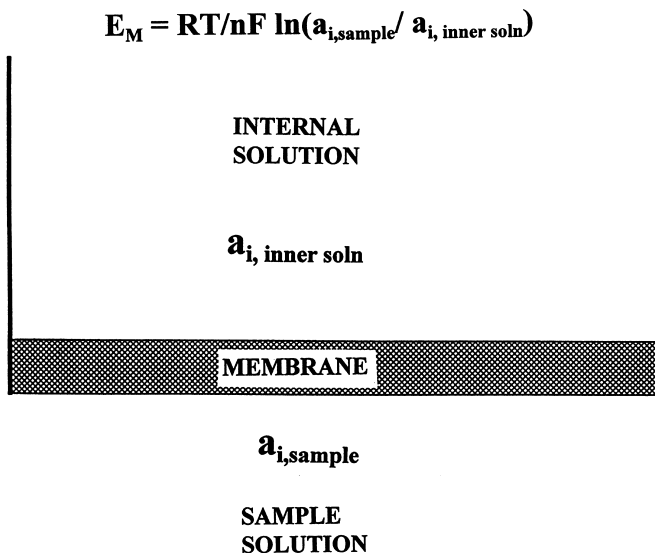 E_M = RT/nF ln(a_i,sample/ a_i, inner soln)
INTERNAL
SOLUTION
a_i, inner soln
MEMBRANE
a_i,sample
SAMPLE
SOLUTION